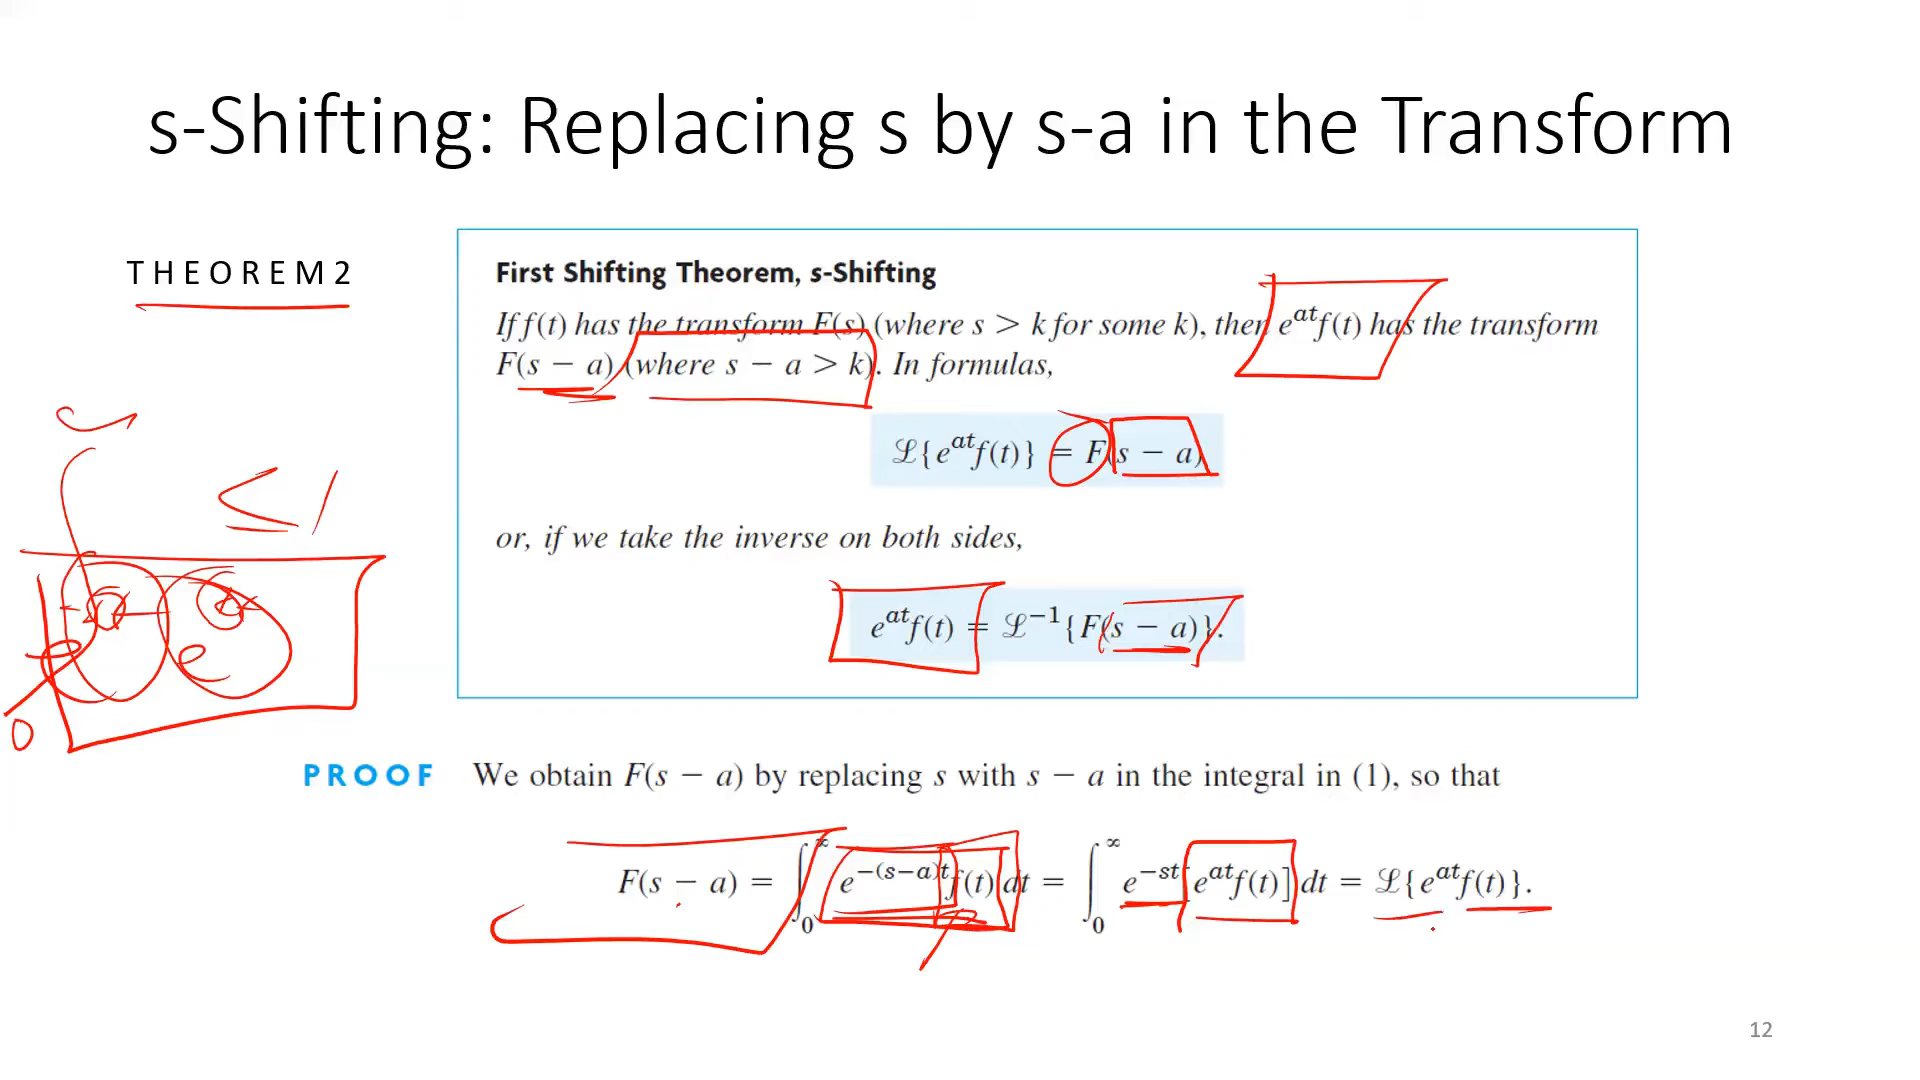 s-Shifting: Replacing s by s-a in the Transform
THEOREM2
First Shifting Theorem, s-Shifting
If f(t) has the transform F(s) (where s > k for some k), then e^{at}f(t) has the transform
F(s − a) (where s − a > k). In formulas,
ℒ{e^{at}f(t)} = F(s − a)
or, if we take the inverse on both sides,
e^{at}f(t) = ℒ^{−1}{F(s − a)}.
≤ 1
e e
0
PROOF We obtain F(s − a) by replacing s with s − a in the integral in (1), so that
F(s − a) = ∫_0^∞ e^{−(s−a)t}f(t) dt = ∫_0^∞ e^{−st}[e^{at}f(t)] dt = ℒ{e^{at}f(t)}.
12